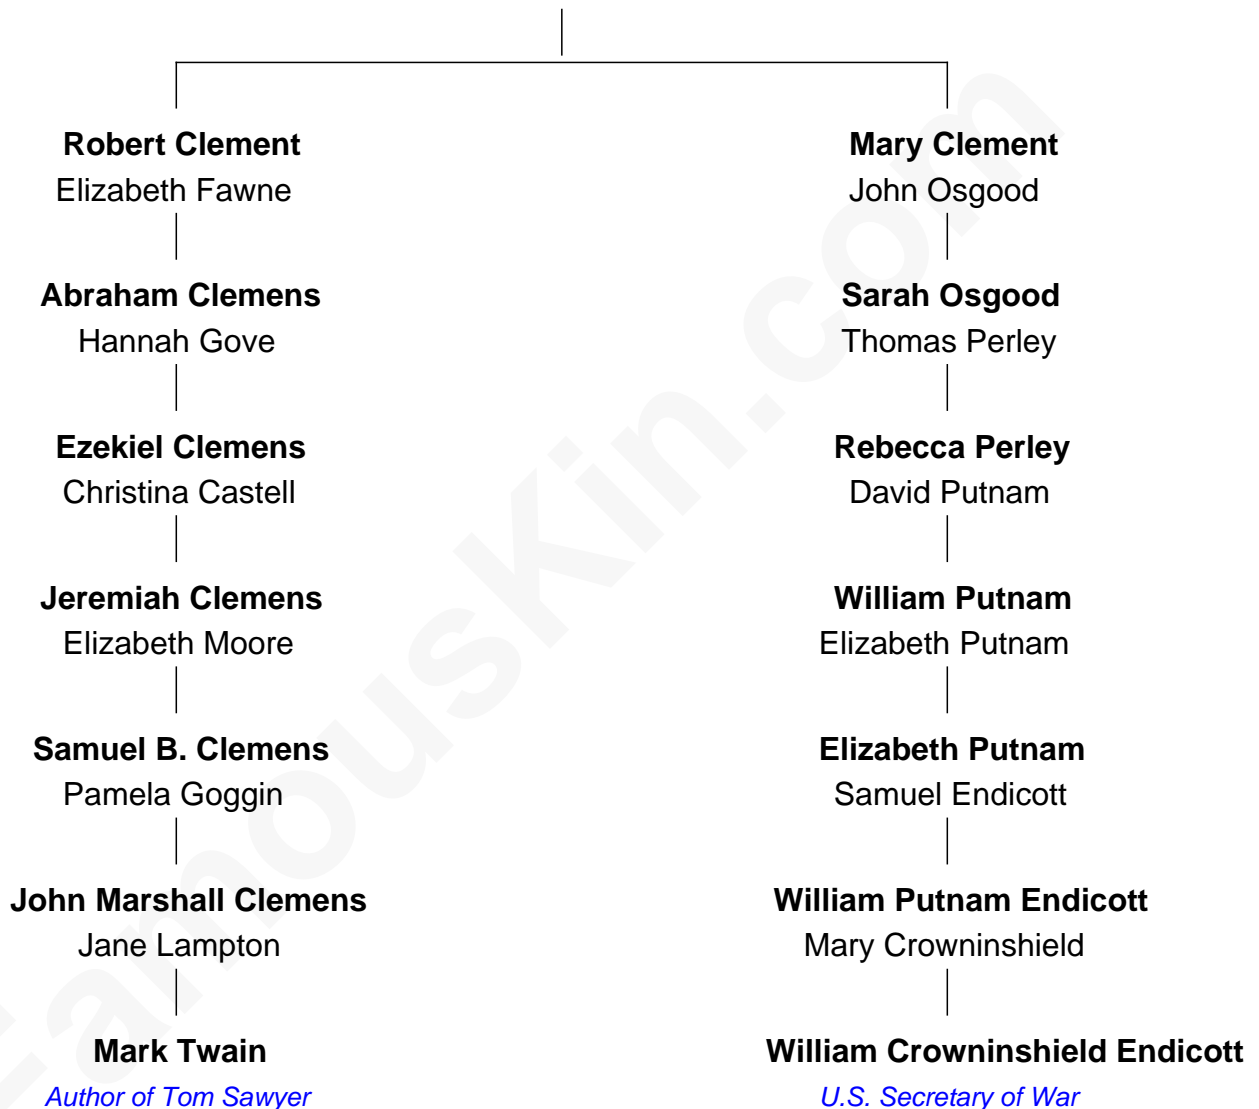 Robert Clement
Elizabeth Fawne
Mary Clement
John Osgood
Abraham Clemens
Hannah Gove
Sarah Osgood
Thomas Perley
Ezekiel Clemens
Christina Castell
Rebecca Perley
David Putnam
Jeremiah Clemens
Elizabeth Moore
William Putnam
Elizabeth Putnam
Samuel B. Clemens
Pamela Goggin
Elizabeth Putnam
Samuel Endicott
John Marshall Clemens
Jane Lampton
William Putnam Endicott
Mary Crowninshield
Mark Twain
Author of Tom Sawyer
William Crowninshield Endicott
U.S. Secretary of War
FamousKin.com